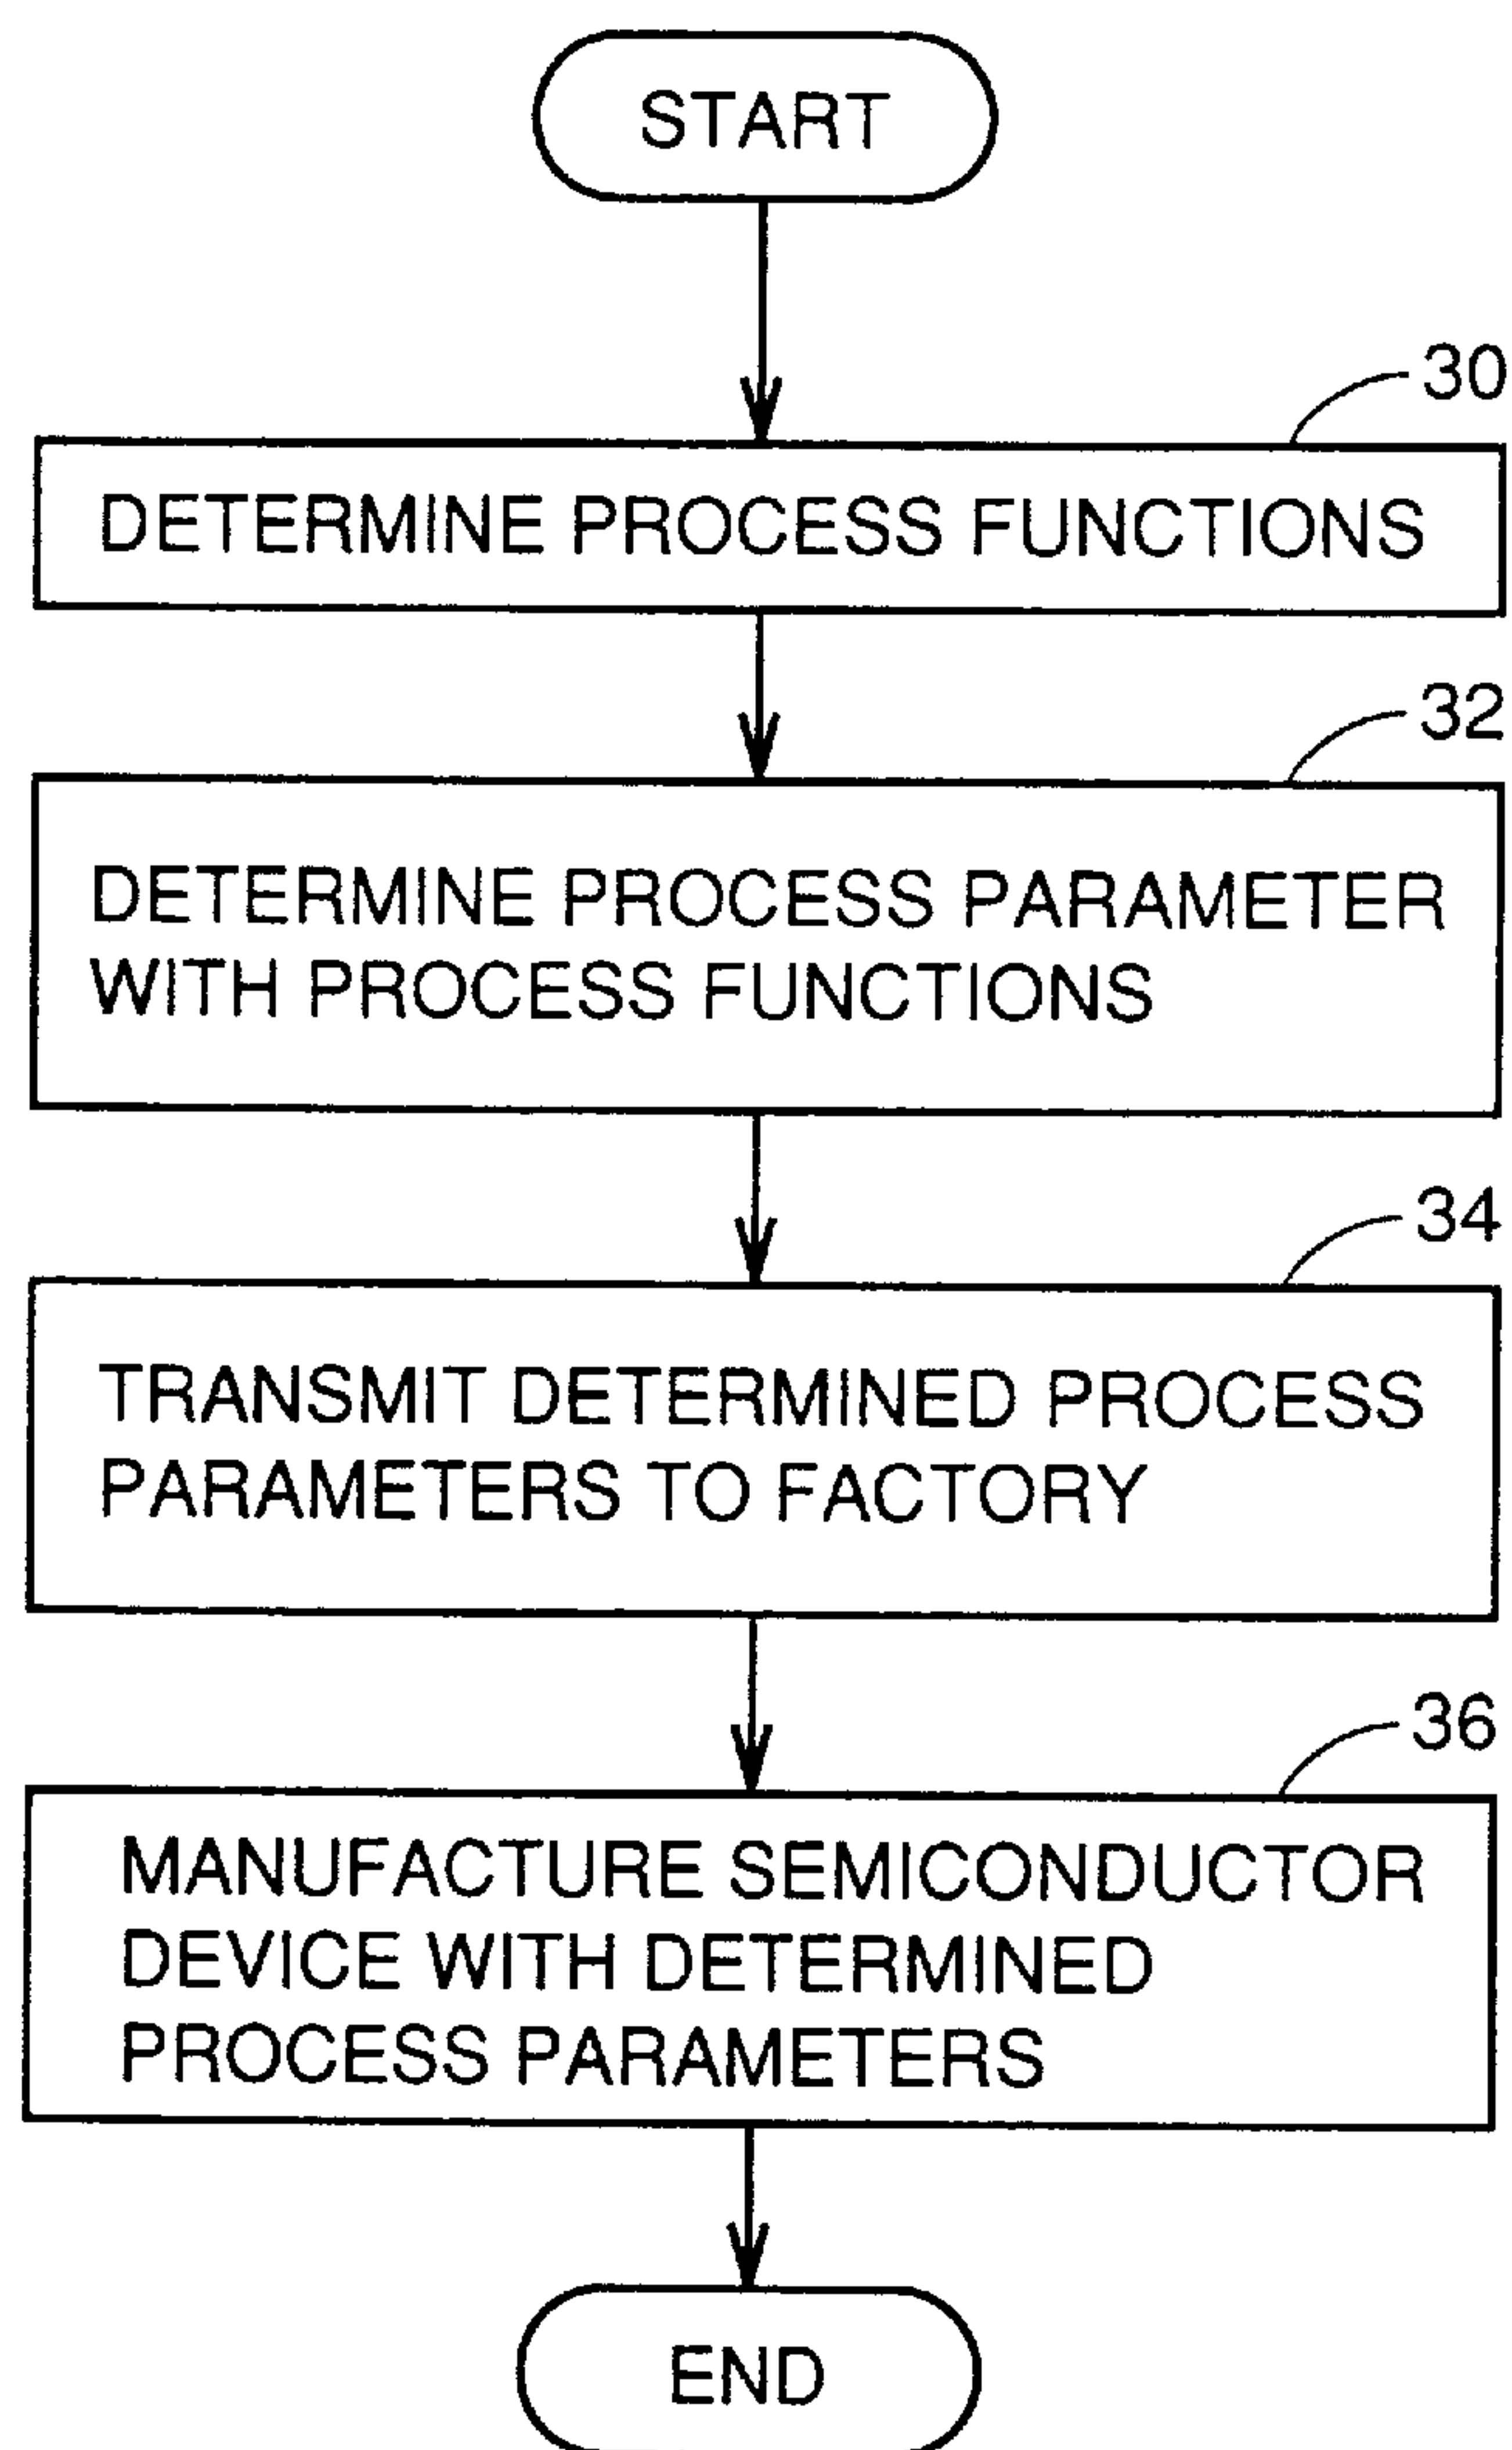 START
30
DETERMINE PROCESS FUNCTIONS
32
DETERMINE PROCESS PARAMETER
WITH PROCESS FUNCTIONS
34
TRANSMIT DETERMINED PROCESS
PARAMETERS TO FACTORY
36
MANUFACTURE SEMICONDUCTOR
DEVICE WITH DETERMINED
PROCESS PARAMETERS
END